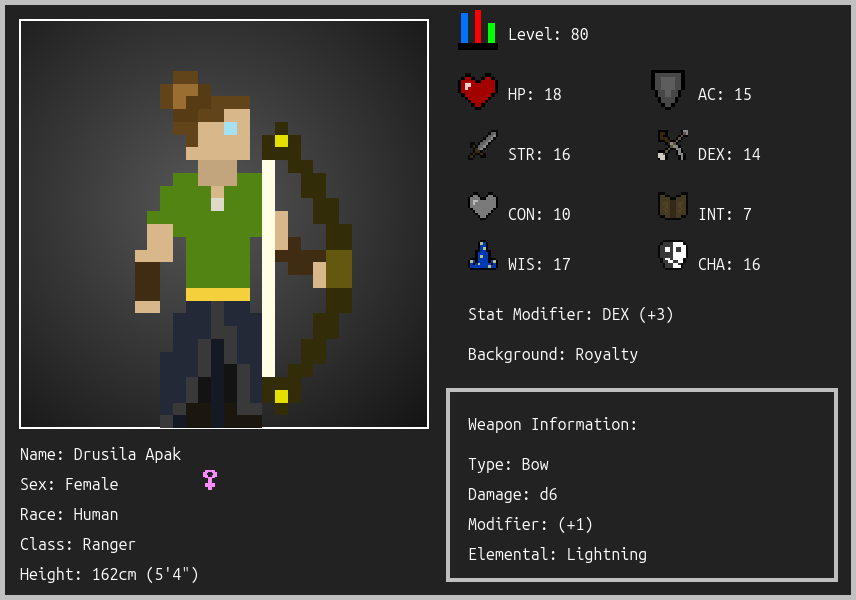 Level: 80
HP: 18
AC: 15
STR: 16
DEX: 14
CON: 10
INT: 7
WIS: 17
CHA: 16
Stat Modifier: DEX (+3)
Background: Royalty
Weapon Information:
Type: Bow
Damage: d6
Modifier: (+1)
Elemental: Lightning
Name: Drusila Apak
Sex: Female
Race: Human
Class: Ranger
Height: 162cm (5'4")